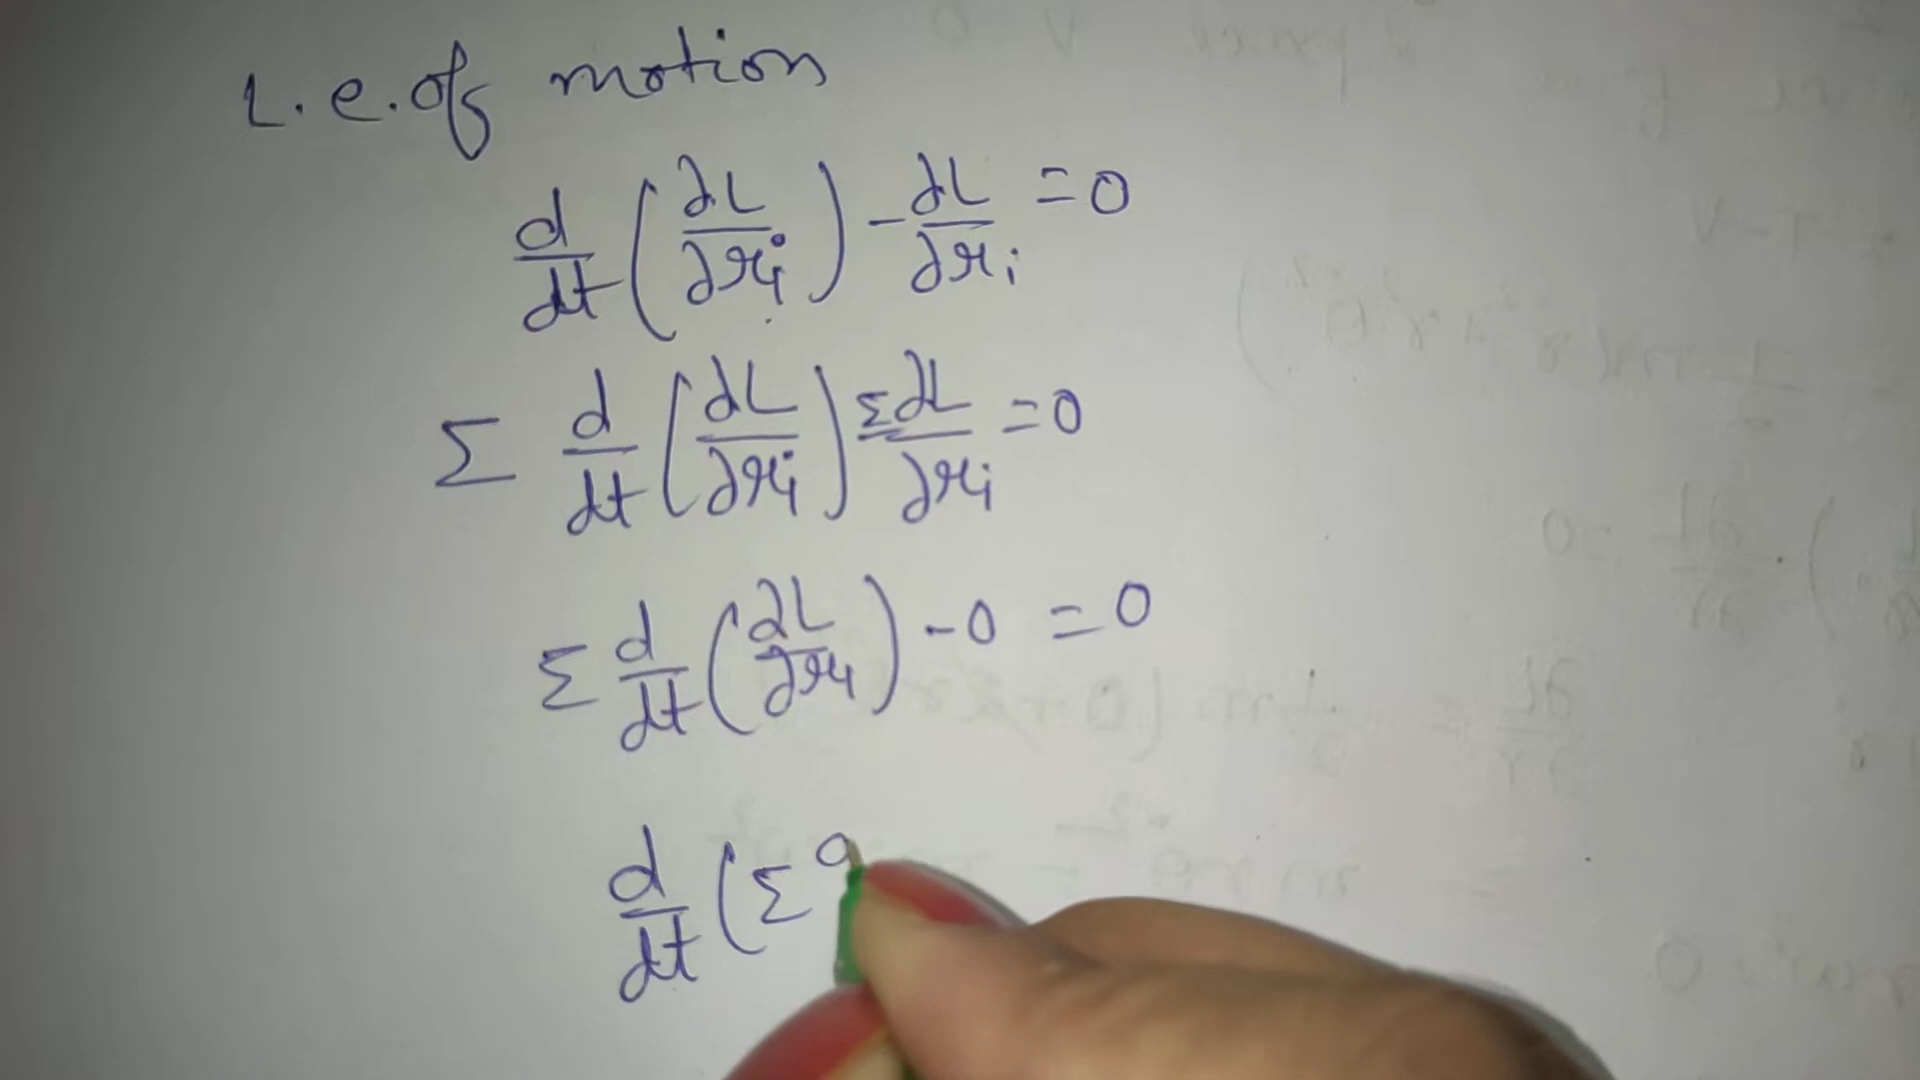 L.e.of motion
d/dt (∂L/∂ṙi) - ∂L/∂ri = 0
Σ d/dt (∂L/∂ṙi) Σ ∂L/∂ri = 0
Σ d/dt (∂L/∂ṙi) - 0 = 0
d/dt (Σ